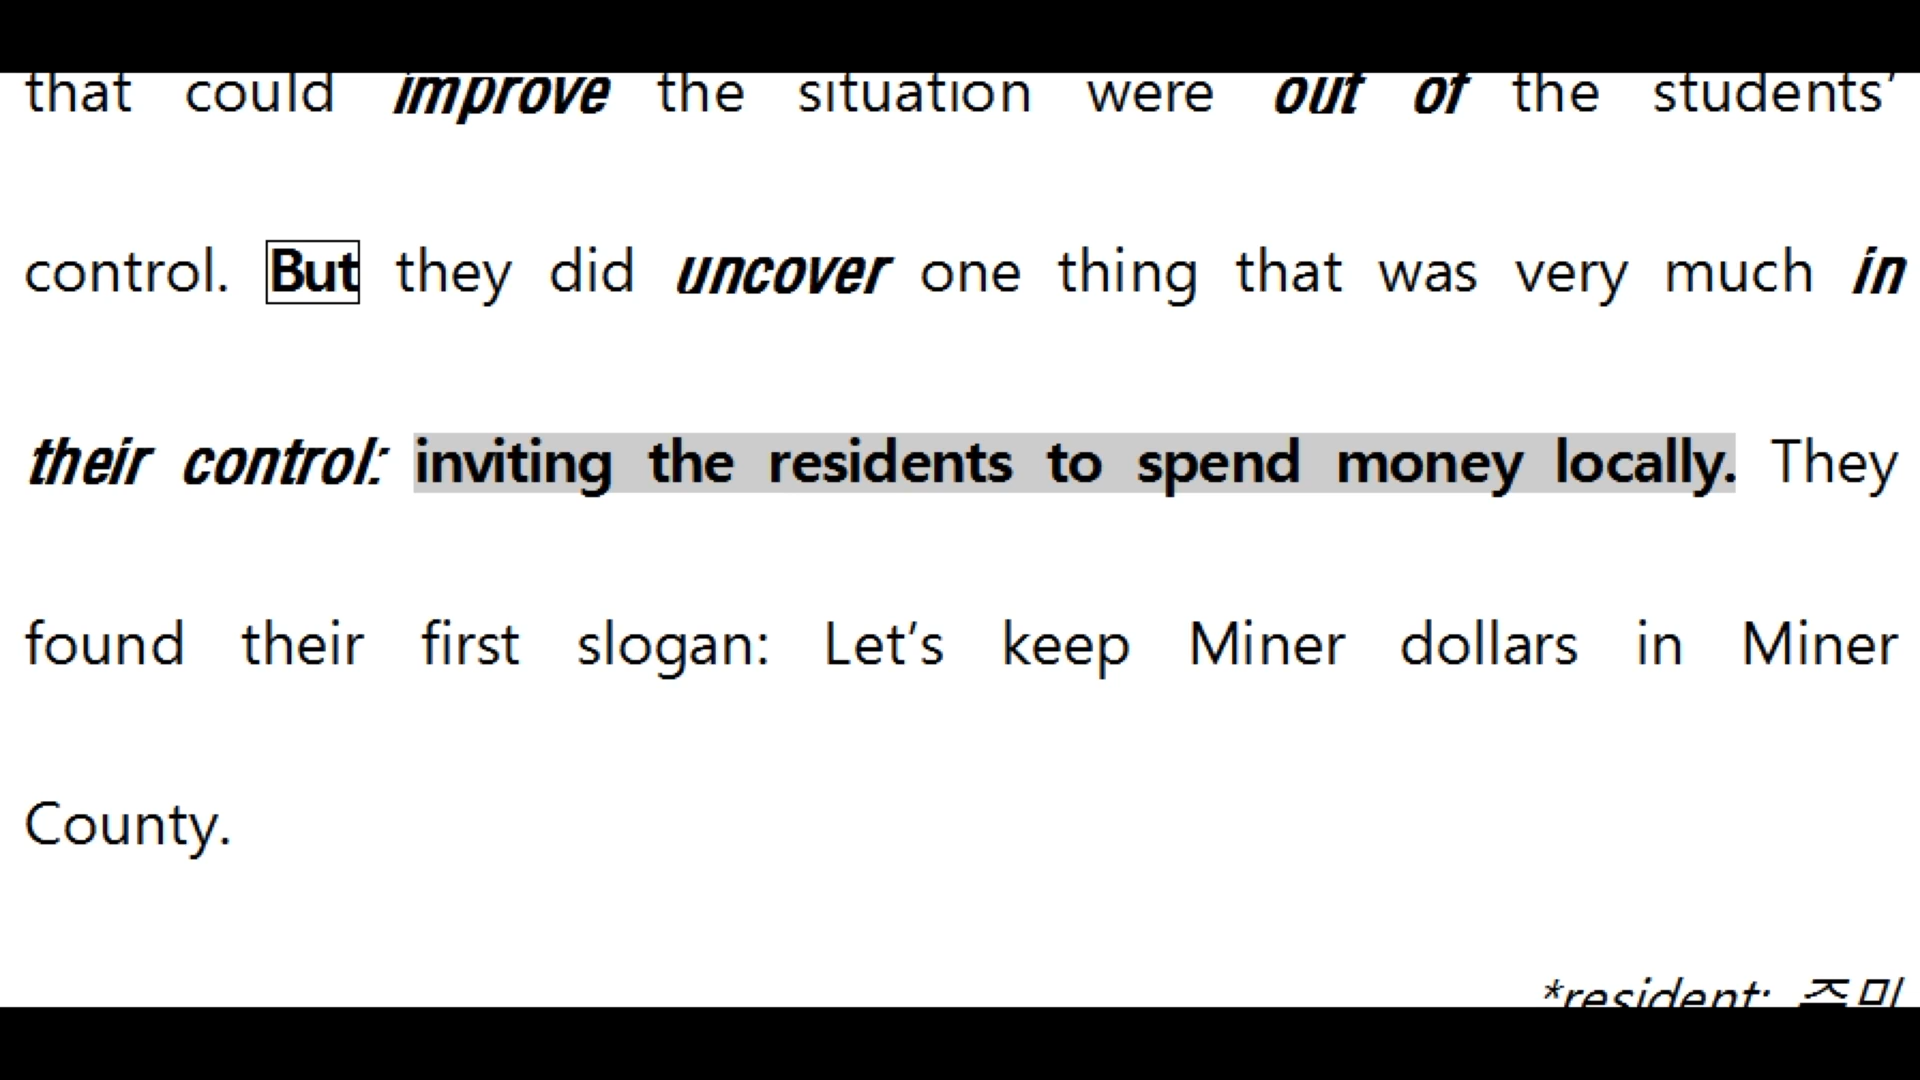 that could improve the situation were out of the students’
control. But they did uncover one thing that was very much in
their control: inviting the residents to spend money locally. They
found their first slogan: Let’s keep Miner dollars in Miner
County.
*resident: 주민